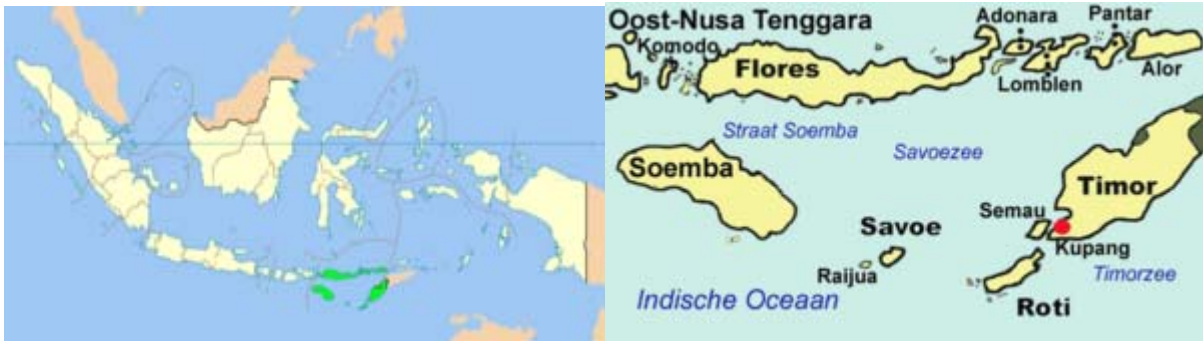 Oost-Nusa Tenggara
Adonara
Pantar
Komodo
Flores
Lomblen
Alor
Straat Soemba
Savoezee
Soemba
Timor
Semau
Savoe
Kupang
Raijua
Timorzee
Indische Oceaan
Roti